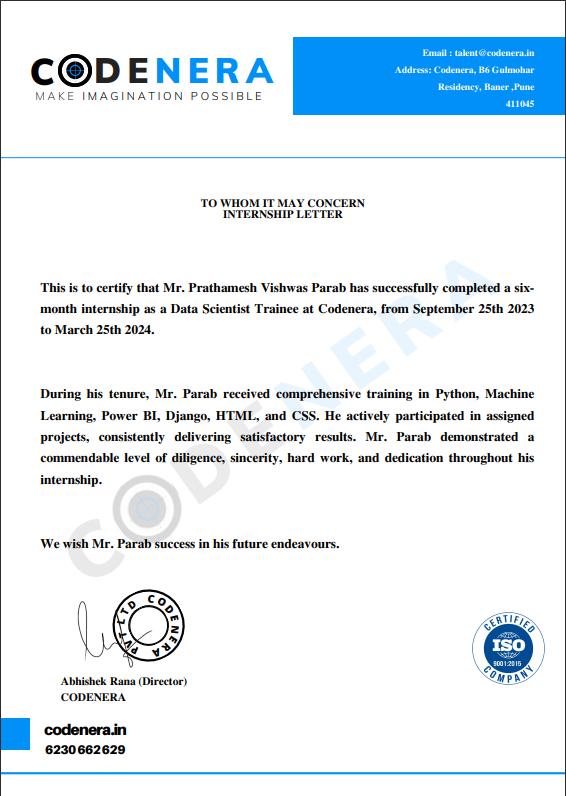 CODENERA
MAKE IMAGINATION POSSIBLE
Email : talent@codenera.in
Address: Codenera, B6 Gulmohar
Residency, Baner ,Pune
411045
TO WHOM IT MAY CONCERN
INTERNSHIP LETTER
This is to certify that Mr. Prathamesh Vishwas Parab has successfully completed a six-
month internship as a Data Scientist Trainee at Codenera, from September 25th 2023
to March 25th 2024.
During his tenure, Mr. Parab received comprehensive training in Python, Machine
Learning, Power BI, Django, HTML, and CSS. He actively participated in assigned
projects, consistently delivering satisfactory results. Mr. Parab demonstrated a
commendable level of diligence, sincerity, hard work, and dedication throughout his
internship.
CODENERA
We wish Mr. Parab success in his future endeavours.
CODENERA PVT LTD
CERTIFIED
ISO
9001:2015
COMPANY
Abhishek Rana (Director)
CODENERA
codenera.in
6230662629